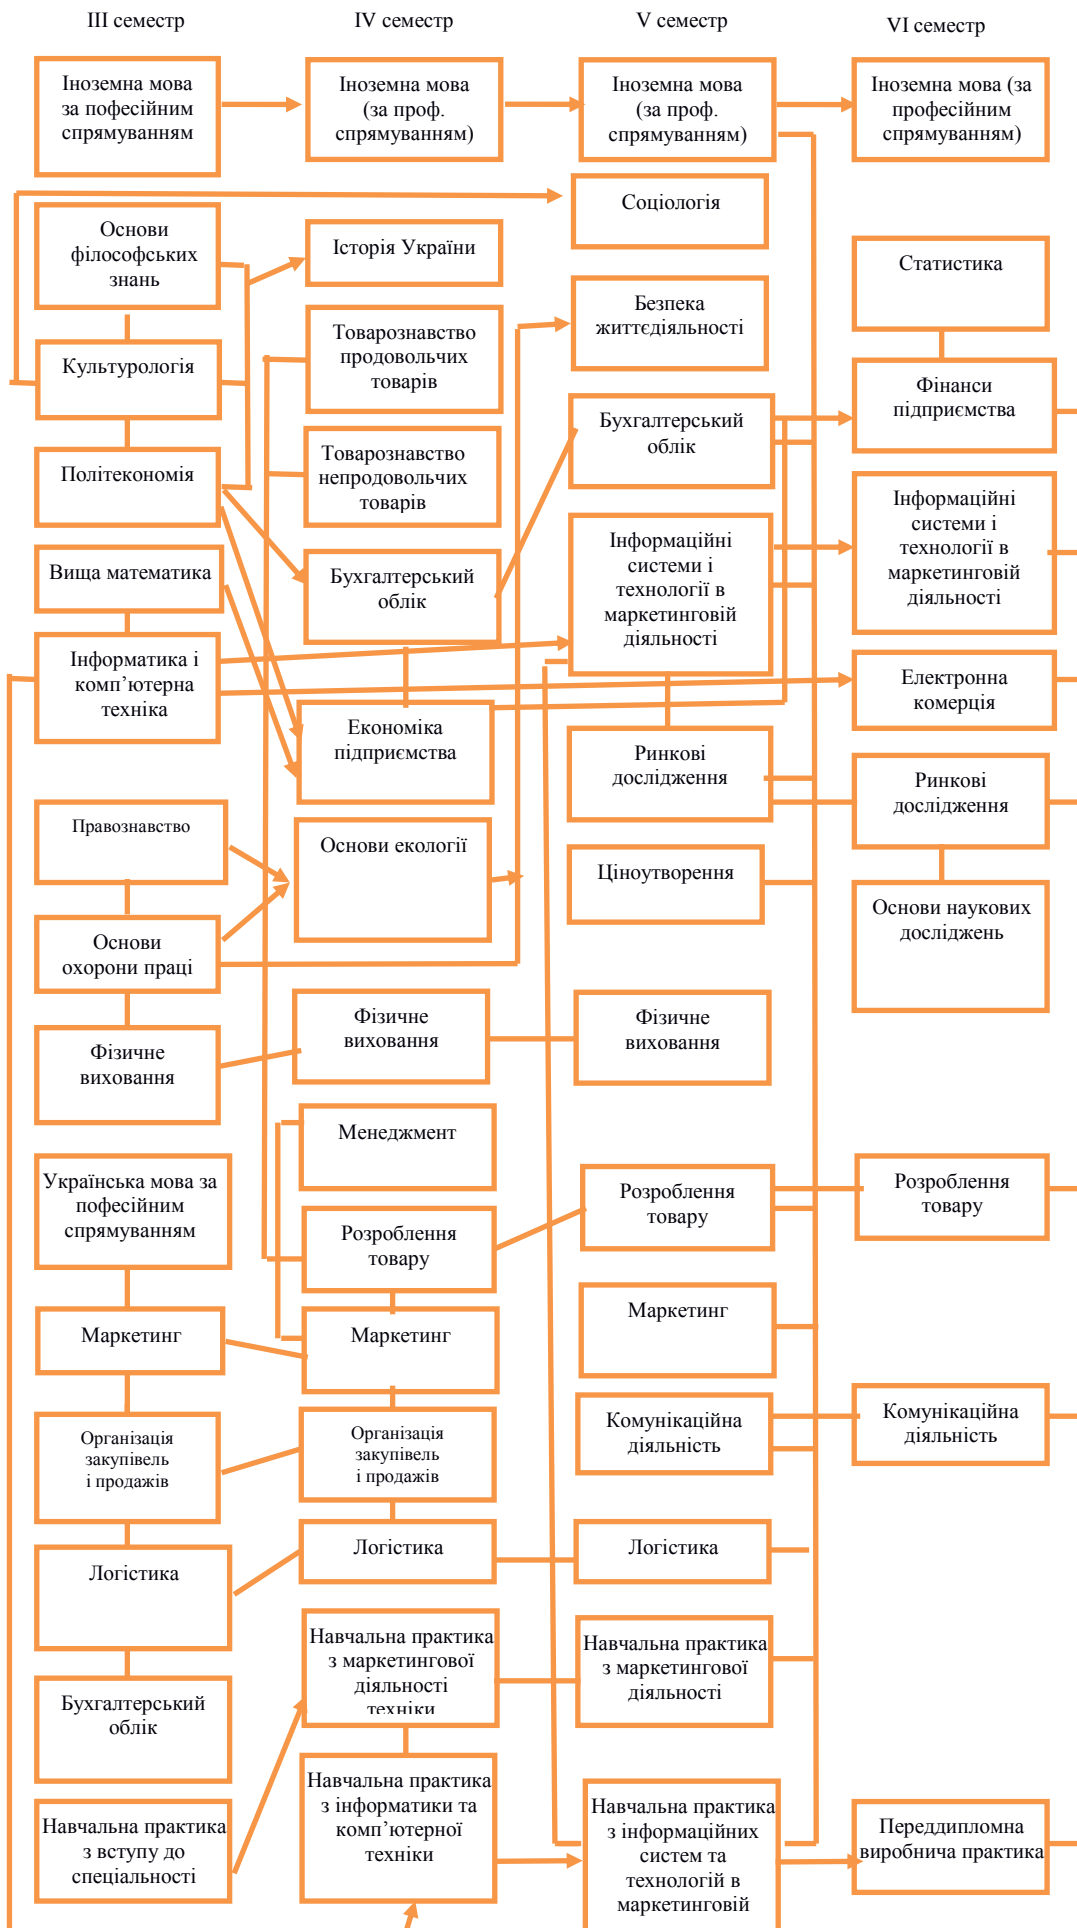 III семестр
Іноземна мова
за пофесійним
спрямуванням
Основи
філософських
знань
Культурологія
Політекономія
Вища математика
Інформатика і
комп’ютерна
техніка
Правознавство
Основи
охорони праці
Фізичне
виховання
Українська мова за
пофесійним
спрямуванням
Маркетинг
Організація
закупівель
і продажів
Логістика
Бухгалтерський
облік
Навчальна практика
з вступу до
спеціальності
IV семестр
Іноземна мова
(за проф.
спрямуванням)
Історія України
Товарознавство
продовольчих
товарів
Товарознавство
непродовольчих
товарів
Бухгалтерський
облік
Економіка
підприємства
Основи екології
Фізичне
виховання
Менеджмент
Розроблення
товару
Маркетинг
Організація
закупівель
і продажів
Логістика
Навчальна практика
з маркетингової
діяльності
техніки
Навчальна практика
з інформатики та
комп’ютерної
техніки
V семестр
Іноземна мова
(за проф.
спрямуванням)
Соціологія
Безпека
життєдіяльності
Бухгалтерський
облік
Інформаційні
системи і
технології в
маркетинговій
діяльності
Ринкові
дослідження
Ціноутворення
Фізичне
виховання
Розроблення
товару
Маркетинг
Комунікаційна
діяльність
Логістика
Навчальна практика
з маркетингової
діяльності
Навчальна практика
з інформаційних
систем та
технологій в
маркетинговій
VI семестр
Іноземна мова (за
професійним
спрямуванням)
Статистика
Фінанси
підприємства
Інформаційні
системи і
технології в
маркетинговій
діяльності
Електронна
комерція
Ринкові
дослідження
Основи наукових
досліджень
Розроблення
товару
Комунікаційна
діяльність
Переддипломна
виробнича практика